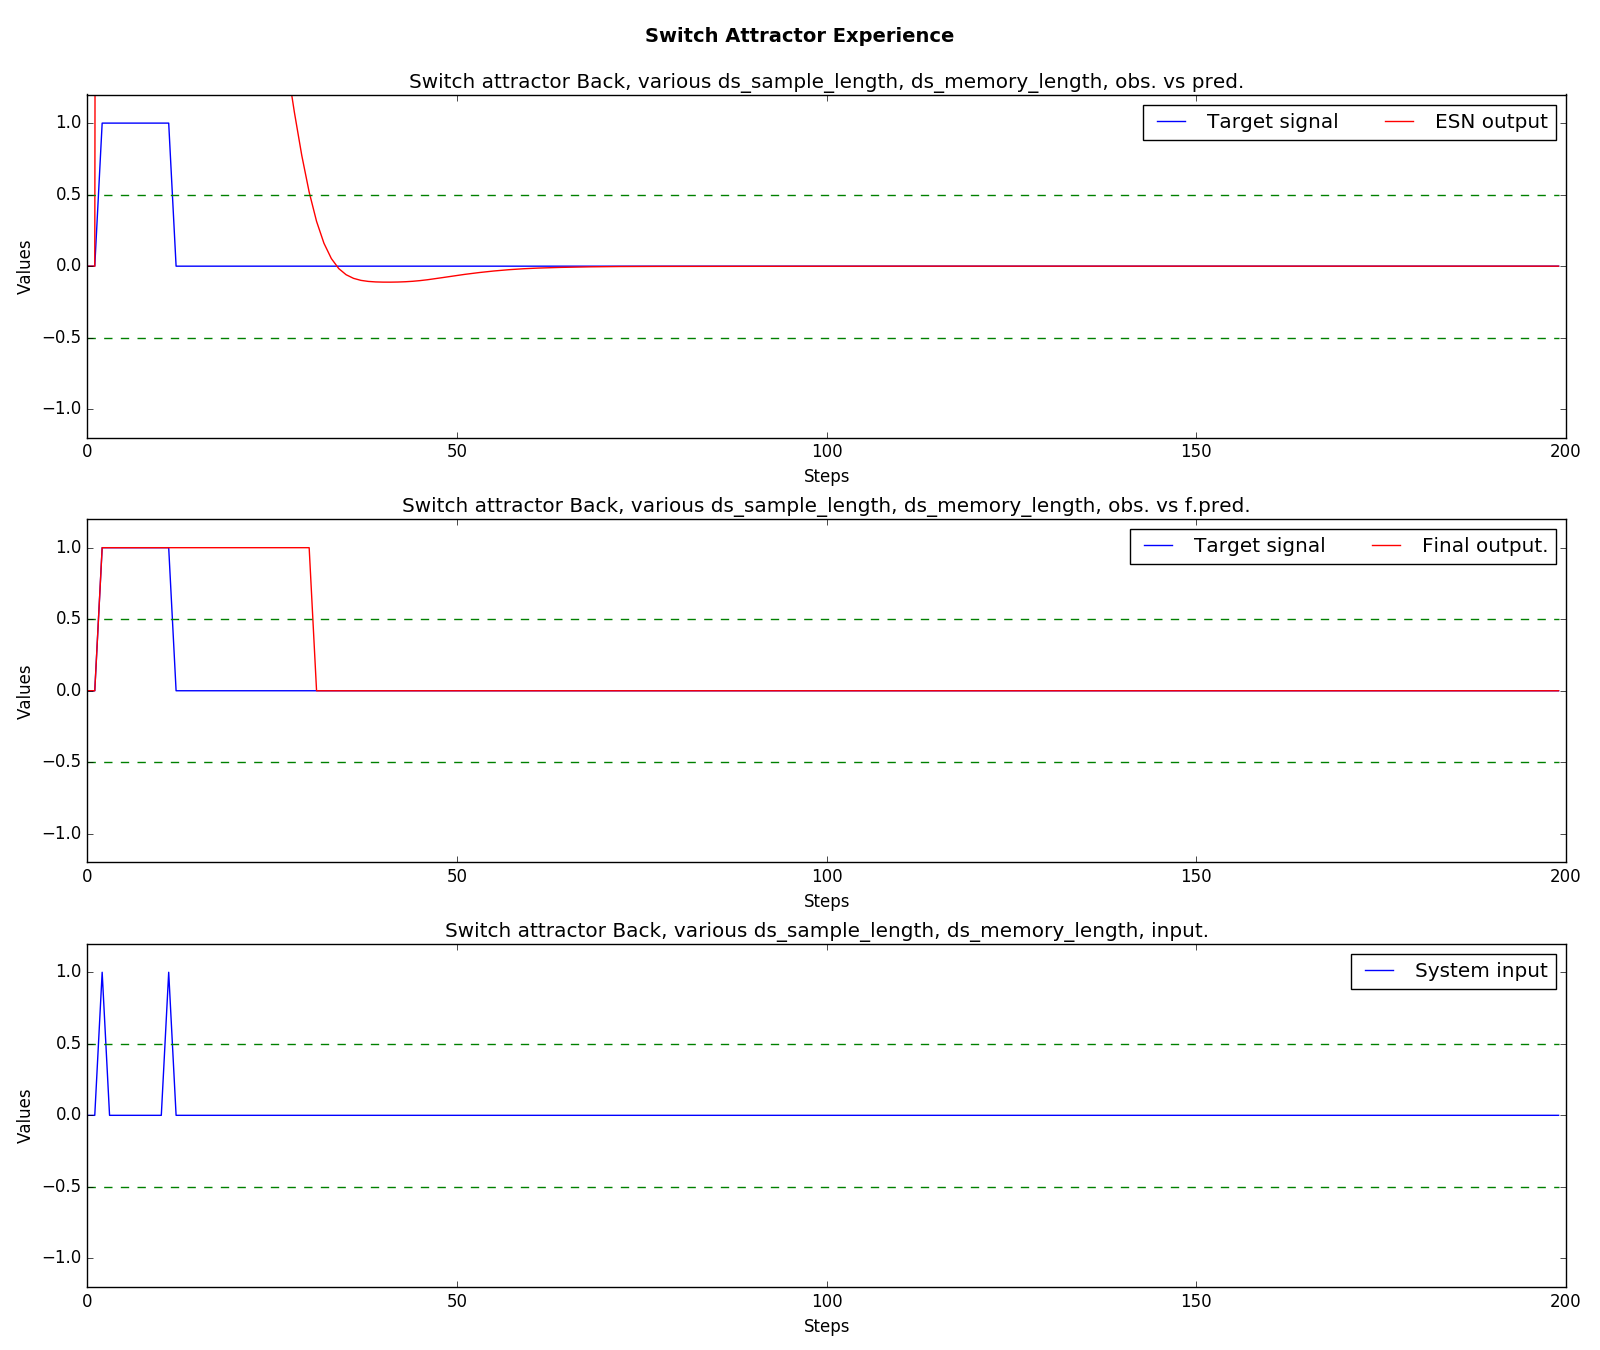 Switch Attractor Experience
Switch attractor Back, various ds_sample_length, ds_memory_length, obs. vs pred.
Target signal ESN output
1.0
0.5
0.0
−0.5
−1.0
Values
0 50 100 150 200
Steps
Switch attractor Back, various ds_sample_length, ds_memory_length, obs. vs f.pred.
Target signal Final output.
1.0
0.5
0.0
−0.5
−1.0
Values
0 50 100 150 200
Steps
Switch attractor Back, various ds_sample_length, ds_memory_length, input.
System input
1.0
0.5
0.0
−0.5
−1.0
Values
0 50 100 150 200
Steps